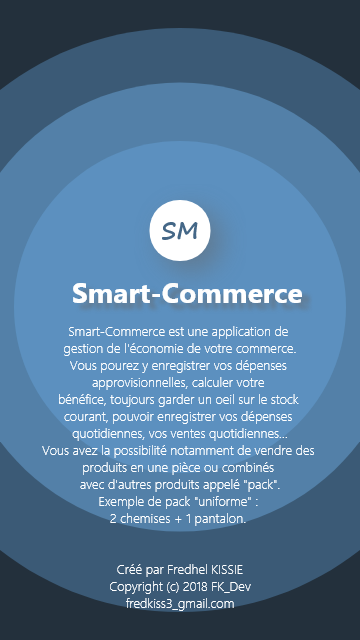 SM
Smart-Commerce
Smart-Commerce est une application de
gestion de l'économie de votre commerce.
Vous pourez y enregistrer vos dépenses
approvisionnelles, calculer votre
bénéfice, toujours garder un oeil sur le stock
courant, pouvoir enregistrer vos dépenses
quotidiennes, vos ventes quotidiennes...
Vous avez la possibilité notamment de vendre des
produits en une pièce ou combinés
avec d'autres produits appelé "pack".
Exemple de pack "uniforme" :
2 chemises + 1 pantalon.
Créé par Fredhel KISSIE
Copyright (c) 2018 FK_Dev
fredkiss3_gmail.com